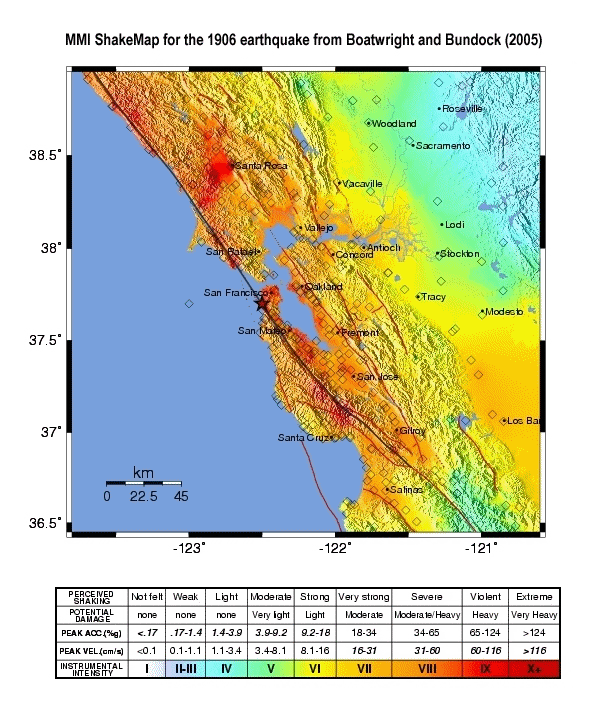 MMI ShakeMap for the 1906 earthquake from Boatwright and Bundock (2005)
Roseville
Woodland
Sacramento
38.5˚
Santa Rosa
Vacaville
Lodi
Vallejo
38˚
San Rafael
Antioch
Concord
Stockton
San Francisco
Oakland
Tracy
Modesto
37.5˚
San Mateo
Fremont
San Jose
37˚
Gilroy
Los Ban
Santa Cruz
km
0 22.5 45
Salinas
36.5˚
-123˚ -122˚ -121˚
PERCEIVED SHAKING Not felt Weak Light Moderate Strong Very strong Severe Violent Extreme
POTENTIAL DAMAGE none none none Very light Light Moderate Moderate/Heavy Heavy Very Heavy
PEAK ACC.(%g) <.17 .17-1.4 1.4-3.9 3.9-9.2 9.2-18 18-34 34-65 65-124 >124
PEAK VEL.(cm/s) <0.1 0.1-1.1 1.1-3.4 3.4-8.1 8.1-16 16-31 31-60 60-116 >116
INSTRUMENTAL INTENSITY I II-III IV V VI VII VIII IX X+